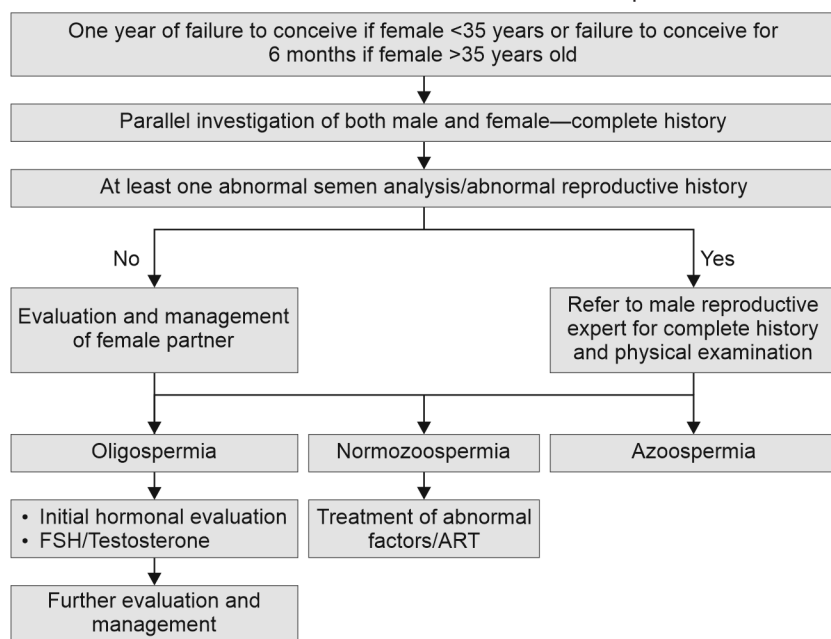 One year of failure to conceive if female <35 years or failure to conceive for
6 months if female >35 years old
Parallel investigation of both male and female—complete history
At least one abnormal semen analysis/abnormal reproductive history
No
Yes
Evaluation and management
of female partner
Refer to male reproductive
expert for complete history
and physical examination
Oligospermia
Normozoospermia
Azoospermia
• Initial hormonal evaluation
• FSH/Testosterone
Treatment of abnormal
factors/ART
Further evaluation and
management